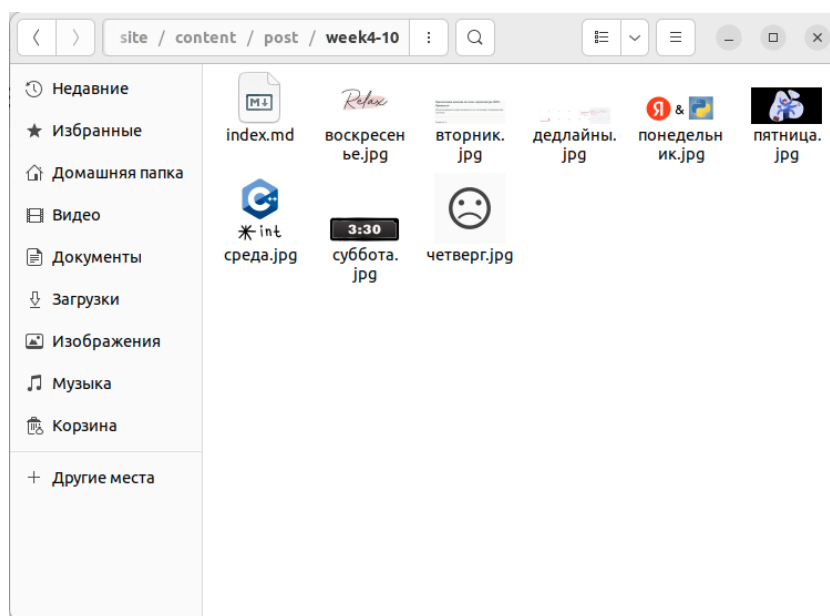 site / content / post / week4-10
Недавние
Избранные
Домашняя папка
Видео
Документы
Загрузки
Изображения
Музыка
Корзина
Другие места
M
index.md
Relax
воскресен
ье.jpg
вторник.
jpg
дедлайны.
jpg
Я &
понедельн
ик.jpg
пятница.
jpg
C++
* int
среда.jpg
3:30
суббота.
jpg
четверг.jpg